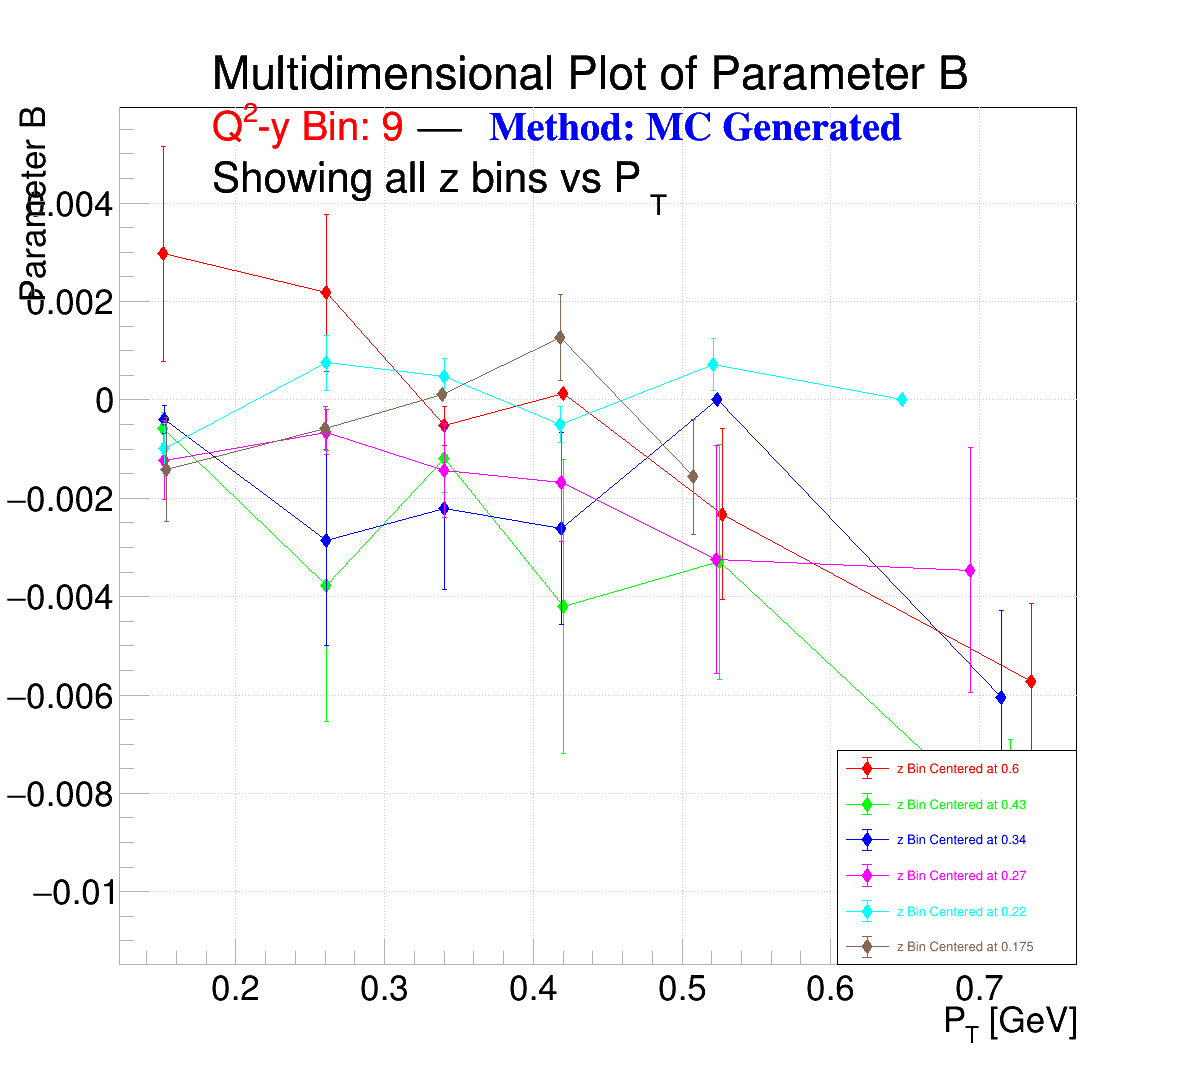 Multidimensional Plot of Parameter B
Q²-y Bin: 9 — Method: MC Generated
Showing all z bins vs P_T
Parameter B
0.004
0.002
0
−0.002
−0.004
−0.006
−0.008
−0.01
z Bin Centered at 0.6
z Bin Centered at 0.43
z Bin Centered at 0.34
z Bin Centered at 0.27
z Bin Centered at 0.22
z Bin Centered at 0.175
0.2 0.3 0.4 0.5 0.6 0.7
P_T [GeV]